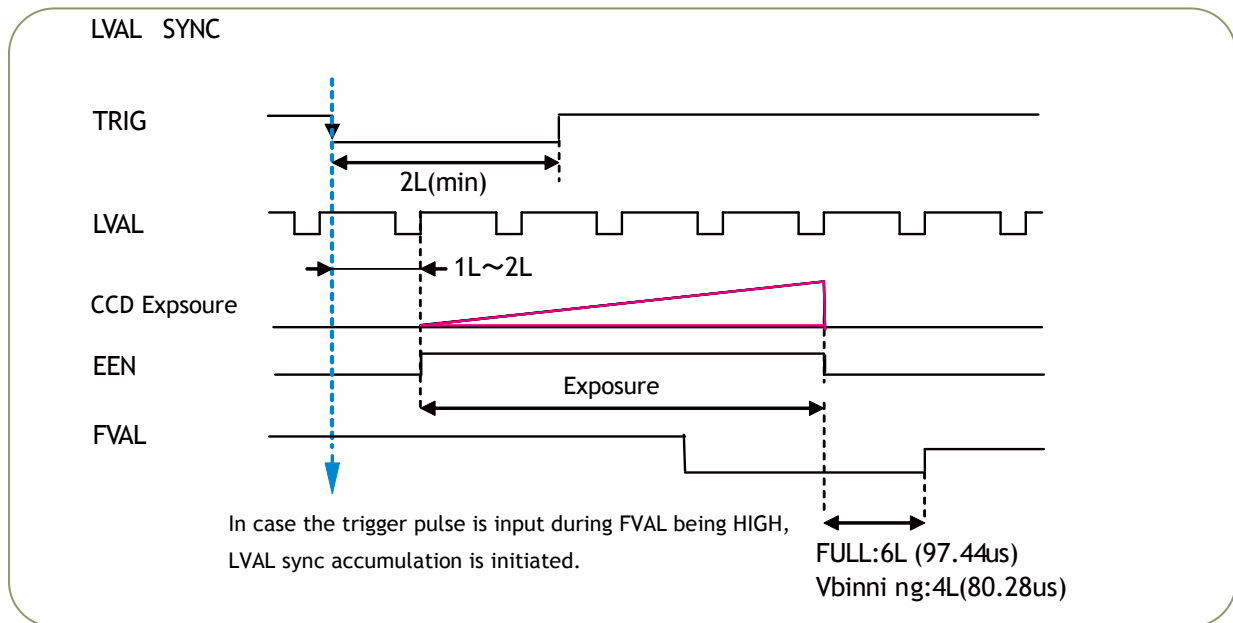 LVAL SYNC
TRIG
2L(min)
LVAL
1L～2L
CCD Expsoure
EEN
Exposure
FVAL
In case the trigger pulse is input during FVAL being HIGH,
LVAL sync accumulation is initiated.
FULL:6L (97.44us)
Vbinni ng:4L(80.28us)